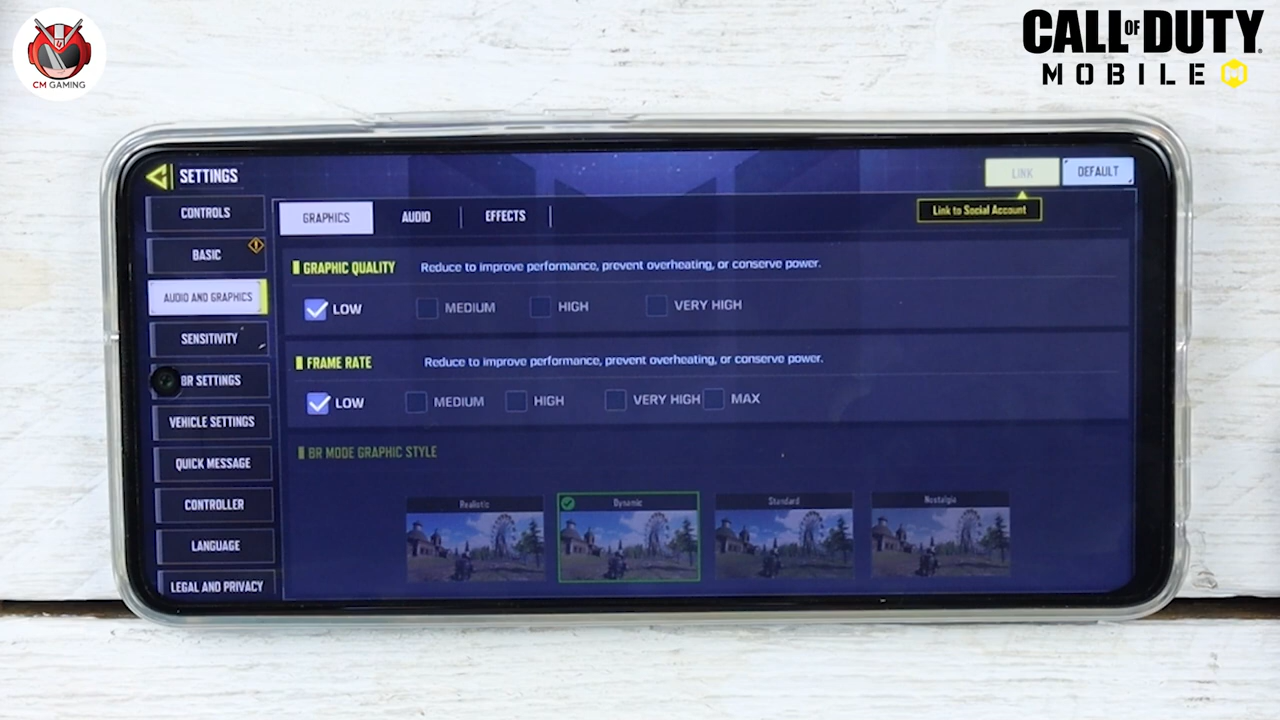 CM GAMING
CALL OF DUTY
MOBILE
SETTINGS
LINK
DEFAULT
Link to Social Account
CONTROLS
BASIC
AUDIO AND GRAPHICS
SENSITIVITY
BR SETTINGS
VEHICLE SETTINGS
QUICK MESSAGE
CONTROLLER
LANGUAGE
LEGAL AND PRIVACY
GRAPHICS AUDIO EFFECTS
GRAPHIC QUALITY Reduce to improve performance, prevent overheating, or conserve power.
LOW MEDIUM HIGH VERY HIGH
FRAME RATE Reduce to improve performance, prevent overheating, or conserve power.
LOW MEDIUM HIGH VERY HIGH MAX
BR MODE GRAPHIC STYLE
Realistic Dynamic Standard Nostalgia